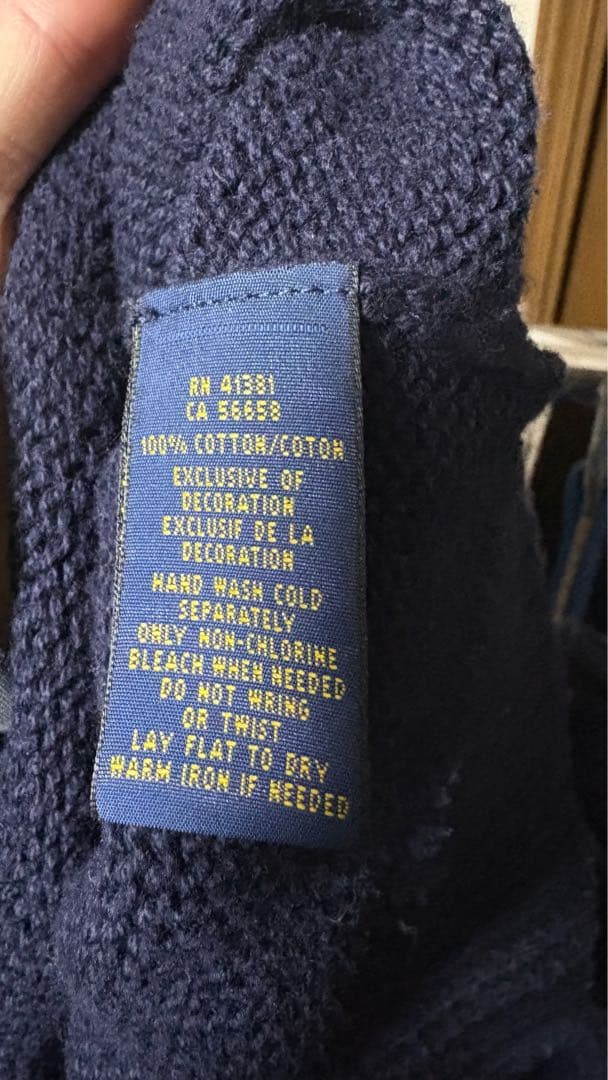 RN 41381
CA 56658
100% COTTON/COTON
EXCLUSIVE OF
DECORATION
EXCLUSIF DE LA
DECORATION
HAND WASH COLD
SEPARATELY
ONLY NON-CHLORINE
BLEACH WHEN NEEDED
DO NOT WRING
OR TWIST
LAY FLAT TO DRY
WARM IRON IF NEEDED